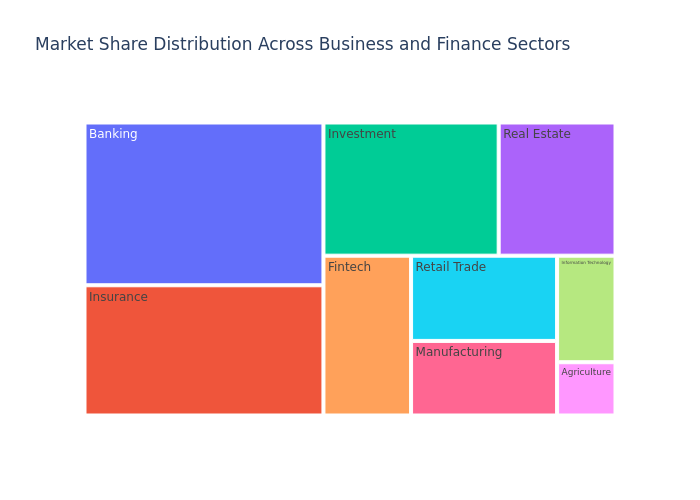 Market Share Distribution Across Business and Finance Sectors
Banking
Investment
Real Estate
Fintech
Retail Trade
Information Technology
Insurance
Manufacturing
Agriculture